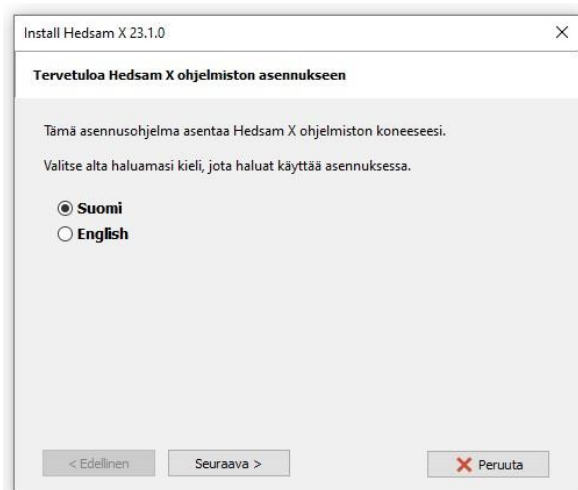 Install Hedsam X 23.1.0
Tervetuloa Hedsam X ohjelmiston asennukseen
Tämä asennusohjelma asentaa Hedsam X ohjelmiston koneeseesi.
Valitse alta haluamasi kieli, jota haluat käyttää asennuksessa.
Suomi
English
< Edellinen Seuraava > Peruuta